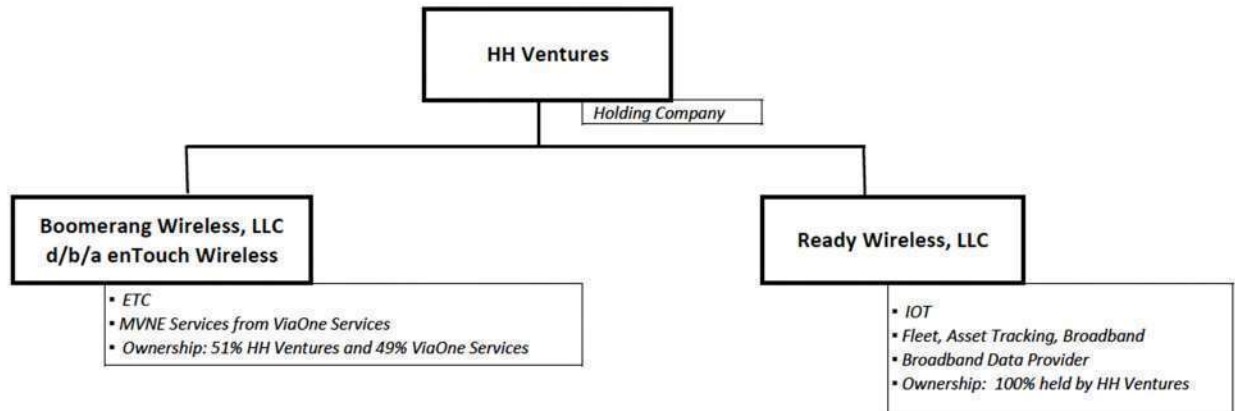 HH Ventures
Holding Company
Boomerang Wireless, LLC
d/b/a enTouch Wireless
▪ ETC
▪ MVNE Services from ViaOne Services
▪ Ownership: 51% HH Ventures and 49% ViaOne Services
Ready Wireless, LLC
▪ IOT
▪ Fleet, Asset Tracking, Broadband
▪ Broadband Data Provider
▪ Ownership: 100% held by HH Ventures